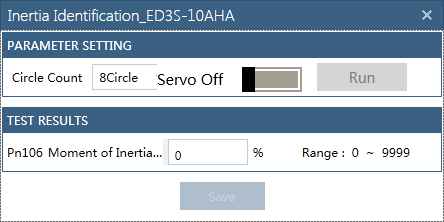 Inertia Identification_ED3S-10AHA
PARAMETER SETTING
Circle Count 8Circle Servo Off Run
TEST RESULTS
Pn106 Moment of Inertia... 0 % Range : 0 ~ 9999
Save